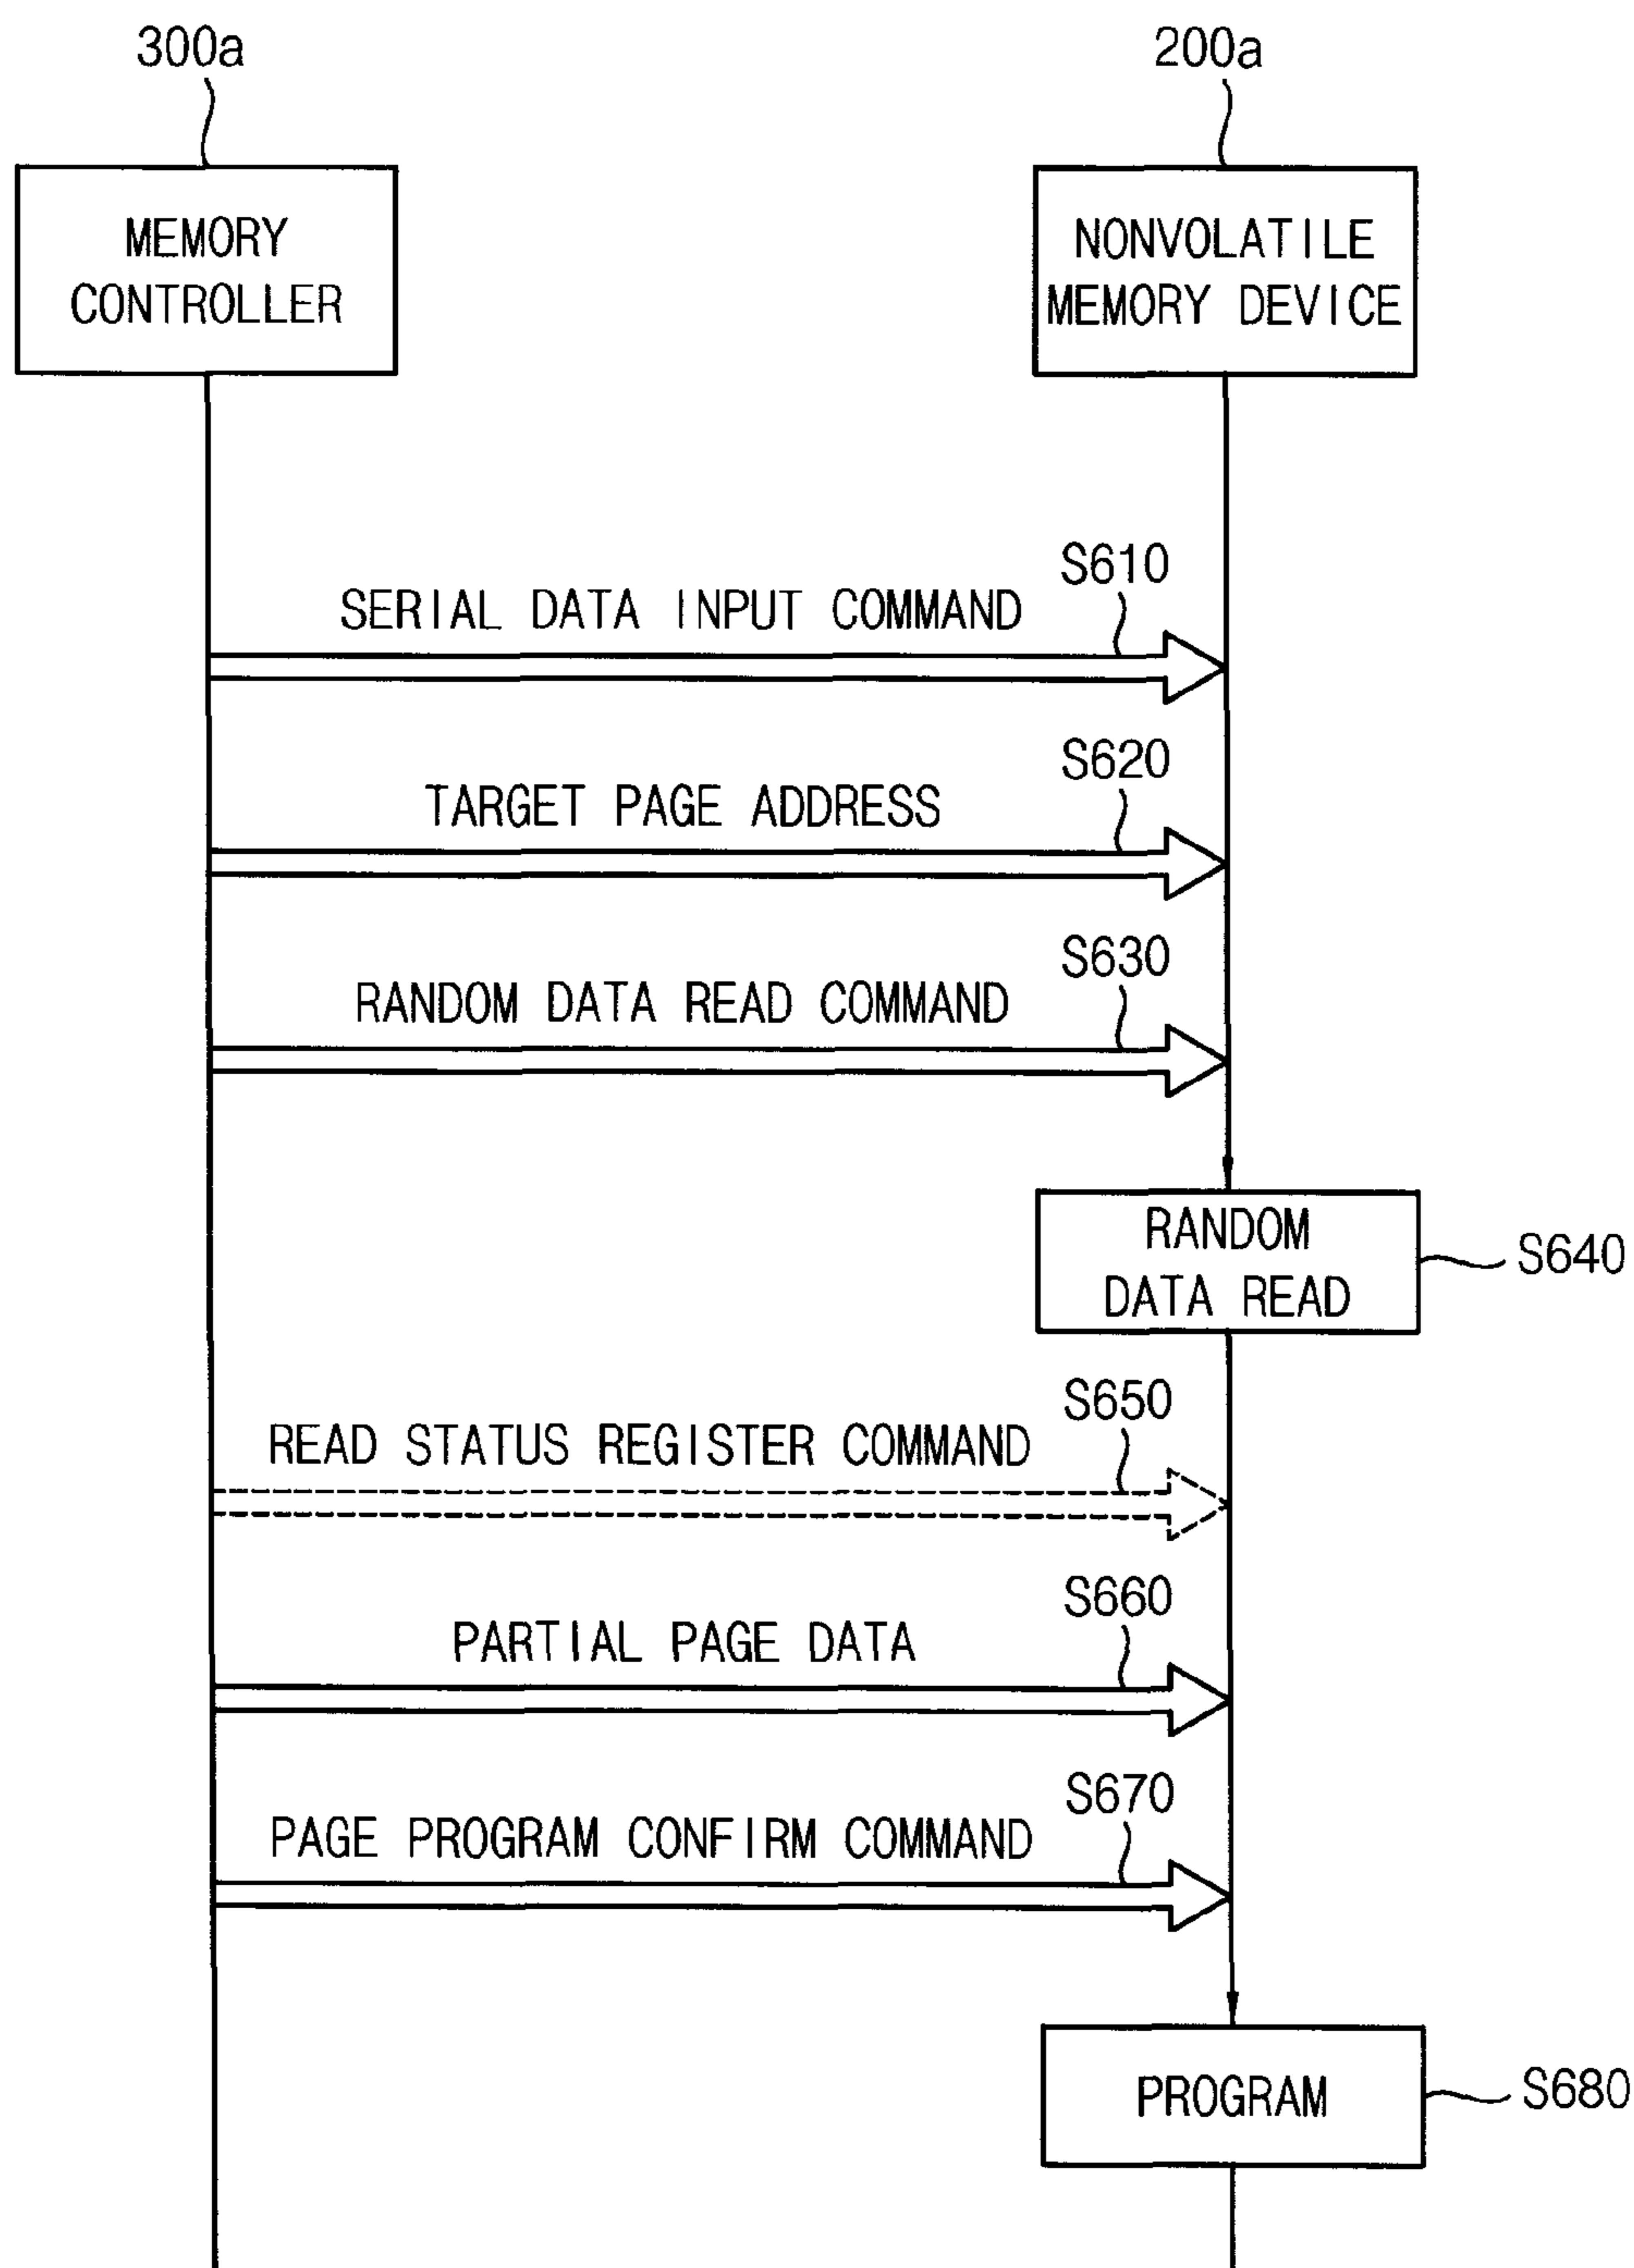 300a
200a
MEMORY
CONTROLLER
NONVOLATILE
MEMORY DEVICE
S610
SERIAL DATA INPUT COMMAND
S620
TARGET PAGE ADDRESS
S630
RANDOM DATA READ COMMAND
RANDOM
DATA READ
S640
S650
READ STATUS REGISTER COMMAND
S660
PARTIAL PAGE DATA
S670
PAGE PROGRAM CONFIRM COMMAND
PROGRAM
S680